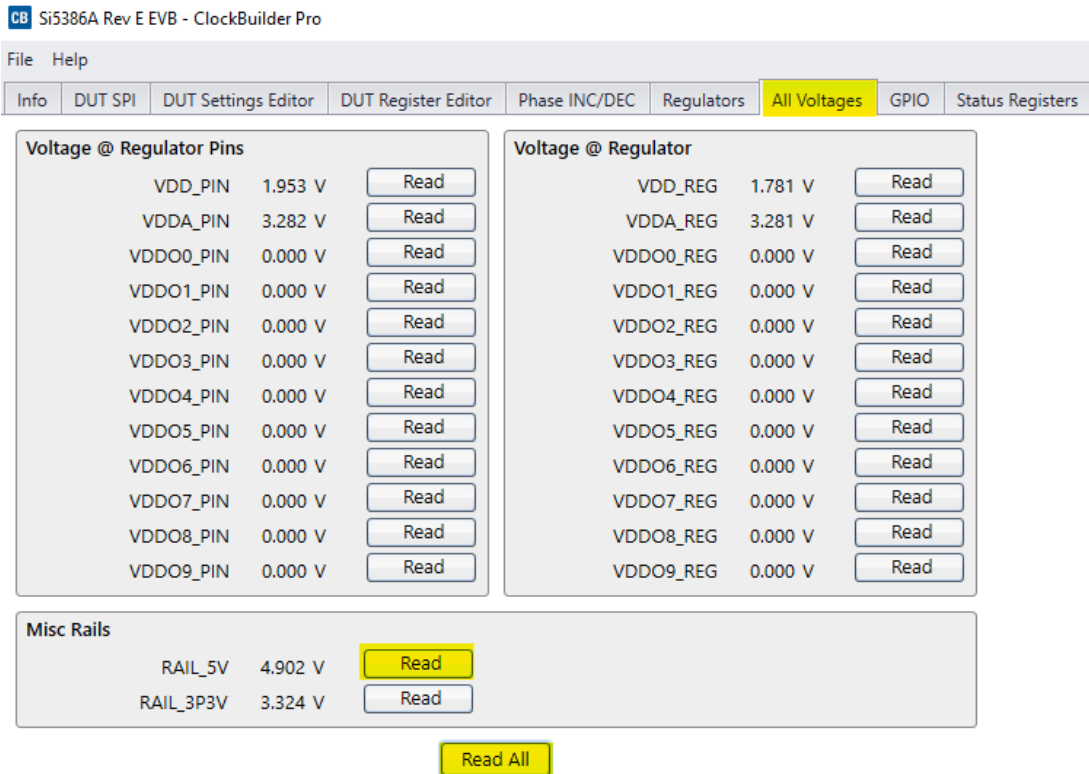 CB Si5386A Rev E EVB - ClockBuilder Pro
File Help
Info DUT SPI DUT Settings Editor DUT Register Editor Phase INC/DEC Regulators All Voltages GPIO Status Registers
Voltage @ Regulator Pins
VDD_PIN 1.953 V Read
VDDA_PIN 3.282 V Read
VDDO0_PIN 0.000 V Read
VDDO1_PIN 0.000 V Read
VDDO2_PIN 0.000 V Read
VDDO3_PIN 0.000 V Read
VDDO4_PIN 0.000 V Read
VDDO5_PIN 0.000 V Read
VDDO6_PIN 0.000 V Read
VDDO7_PIN 0.000 V Read
VDDO8_PIN 0.000 V Read
VDDO9_PIN 0.000 V Read
Voltage @ Regulator
VDD_REG 1.781 V Read
VDDA_REG 3.281 V Read
VDDO0_REG 0.000 V Read
VDDO1_REG 0.000 V Read
VDDO2_REG 0.000 V Read
VDDO3_REG 0.000 V Read
VDDO4_REG 0.000 V Read
VDDO5_REG 0.000 V Read
VDDO6_REG 0.000 V Read
VDDO7_REG 0.000 V Read
VDDO8_REG 0.000 V Read
VDDO9_REG 0.000 V Read
Misc Rails
RAIL_5V 4.902 V Read
RAIL_3P3V 3.324 V Read
Read All